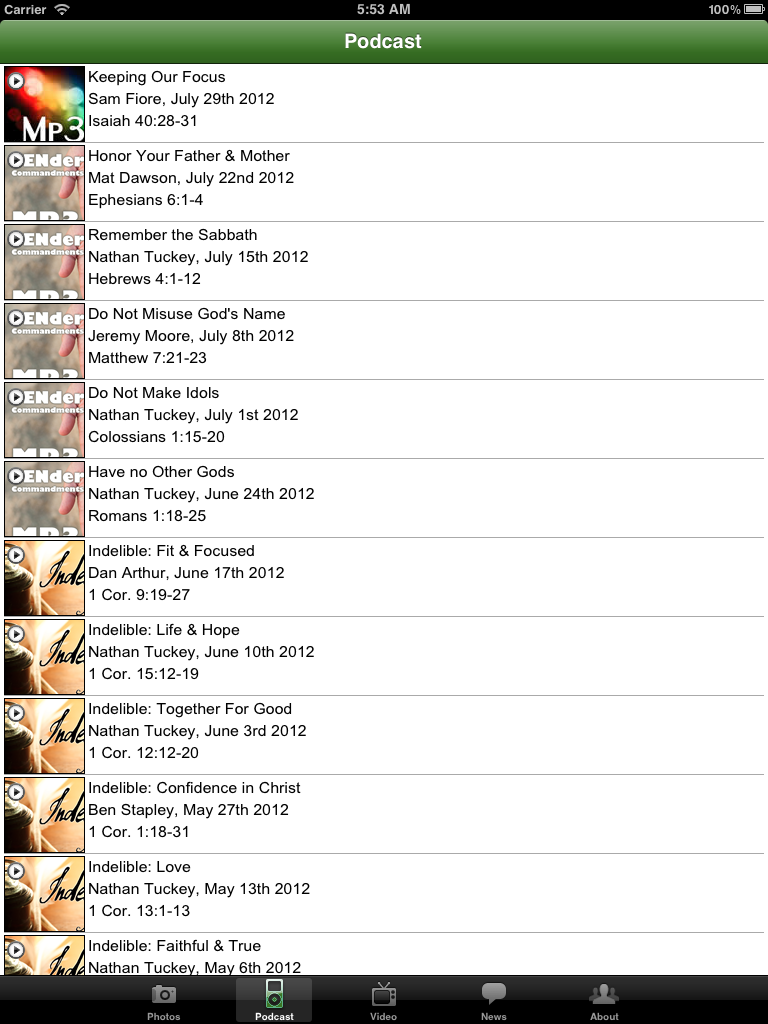 Carrier 5:53 AM 100%
Podcast
Keeping Our Focus
Sam Fiore, July 29th 2012
Isaiah 40:28-31
MP3
Honor Your Father & Mother
Mat Dawson, July 22nd 2012
Ephesians 6:1-4
ENder
Commandments
MP3
Remember the Sabbath
Nathan Tuckey, July 15th 2012
Hebrews 4:1-12
ENder
Commandments
MP3
Do Not Misuse God's Name
Jeremy Moore, July 8th 2012
Matthew 7:21-23
ENder
Commandments
MP3
Do Not Make Idols
Nathan Tuckey, July 1st 2012
Colossians 1:15-20
ENder
Commandments
MP3
Have no Other Gods
Nathan Tuckey, June 24th 2012
Romans 1:18-25
ENder
Commandments
MP3
Indelible: Fit & Focused
Dan Arthur, June 17th 2012
1 Cor. 9:19-27
Inde
Indelible: Life & Hope
Nathan Tuckey, June 10th 2012
1 Cor. 15:12-19
Inde
Indelible: Together For Good
Nathan Tuckey, June 3rd 2012
1 Cor. 12:12-20
Inde
Indelible: Confidence in Christ
Ben Stapley, May 27th 2012
1 Cor. 1:18-31
Inde
Indelible: Love
Nathan Tuckey, May 13th 2012
1 Cor. 13:1-13
Inde
Indelible: Faithful & True
Nathan Tuckey, May 6th 2012
Inde
Photos Podcast Video News About